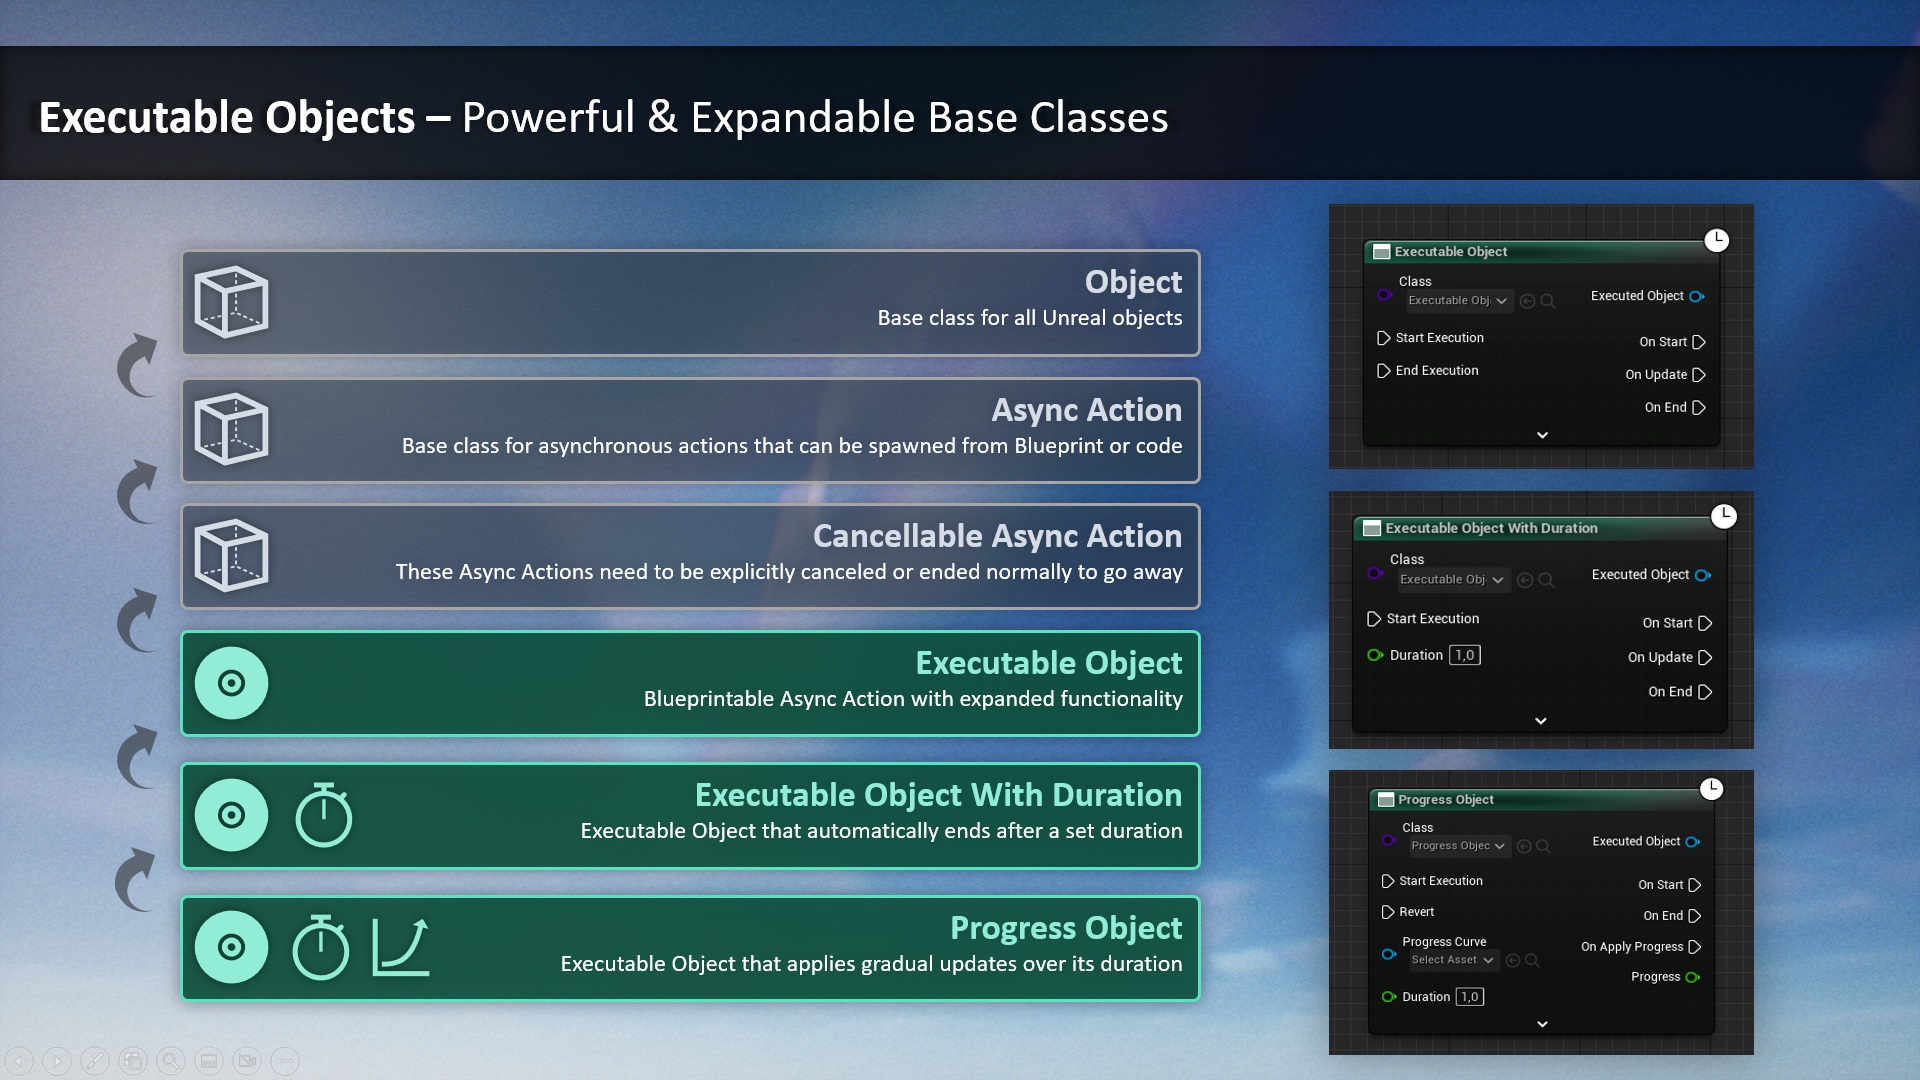 Executable Objects – Powerful & Expandable Base Classes
Object
Base class for all Unreal objects
Async Action
Base class for asynchronous actions that can be spawned from Blueprint or code
Cancellable Async Action
These Async Actions need to be explicitly canceled or ended normally to go away
Executable Object
Blueprintable Async Action with expanded functionality
Executable Object With Duration
Executable Object that automatically ends after a set duration
Progress Object
Executable Object that applies gradual updates over its duration
Executable Object
Class
Executable Obj
Executed Object
Start Execution
On Start
End Execution
On Update
On End
Executable Object With Duration
Class
Executable Obj
Executed Object
Start Execution
On Start
Duration 1,0
On Update
On End
Progress Object
Class
Progress Objec
Executed Object
Start Execution
On Start
Revert
On End
Progress Curve
On Apply Progress
Select Asset
Progress
Duration 1,0